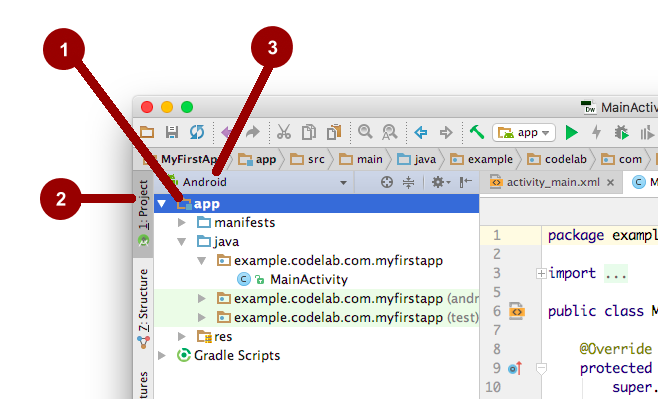 1
3
2
Dw
MainActiv
app
MyFirstApp
app
src
main
java
example
codelab
com
Android
activity_main.xml
C
M
1: Project
Z: Structure
tures
app
manifests
java
example.codelab.com.myfirstapp
C MainActivity
example.codelab.com.myfirstapp (andr
example.codelab.com.myfirstapp (test)
res
Gradle Scripts
1 package exampl
2
3 import ...
5
6 public class M
7
8 @Override
9 protected
10 super.